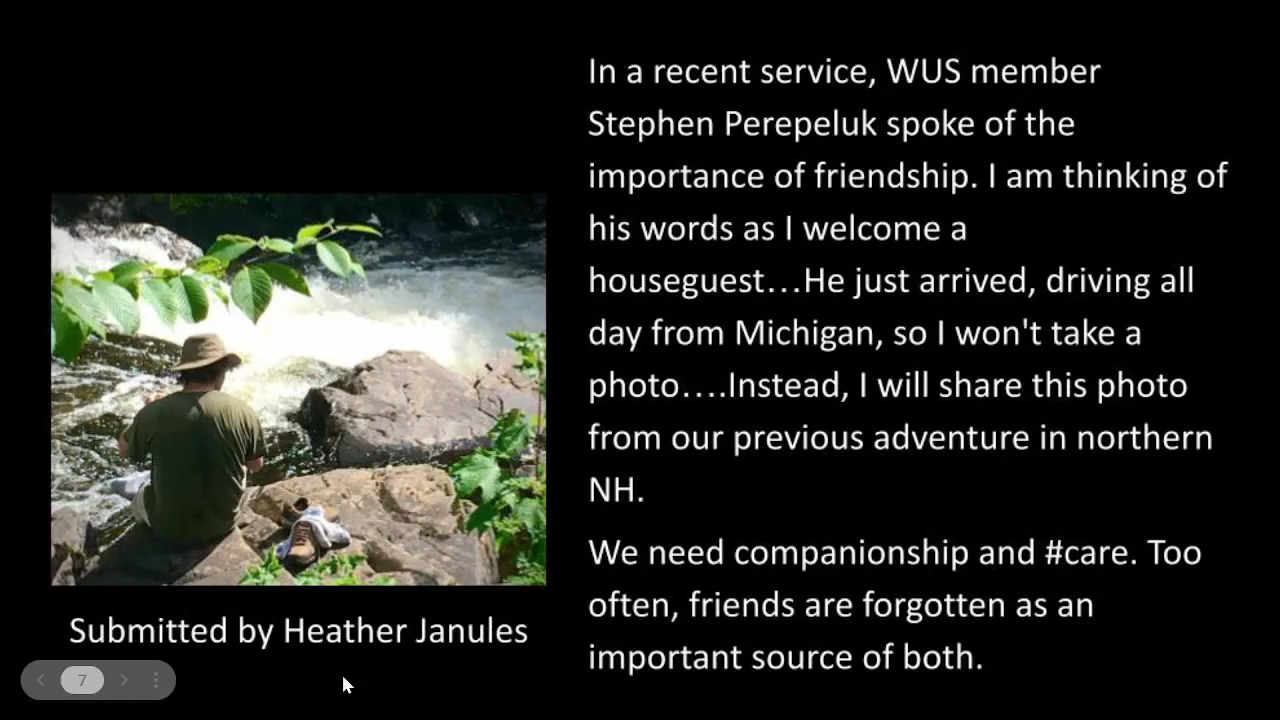 In a recent service, WUS member
Stephen Perepeluk spoke of the
importance of friendship. I am thinking of
his words as I welcome a
houseguest…He just arrived, driving all
day from Michigan, so I won't take a
photo….Instead, I will share this photo
from our previous adventure in northern
NH.
We need companionship and #care. Too
often, friends are forgotten as an
important source of both.
Submitted by Heather Janules
7